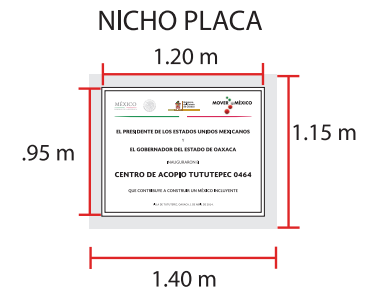 NICHO PLACA
1.20 m
MÉXICO
MOVER A MÉXICO
EL PRESIDENTE DE LOS ESTADOS UNIDOS MEXICANOS
Y
EL GOBERNADOR DEL ESTADO DE OAXACA
INAUGURARON EL
CENTRO DE ACOPIO TUTUTEPEC 0464
QUE CONTRIBUYE A CONSTRUIR UN MÉXICO INCLUYENTE
.95 m
1.15 m
1.40 m